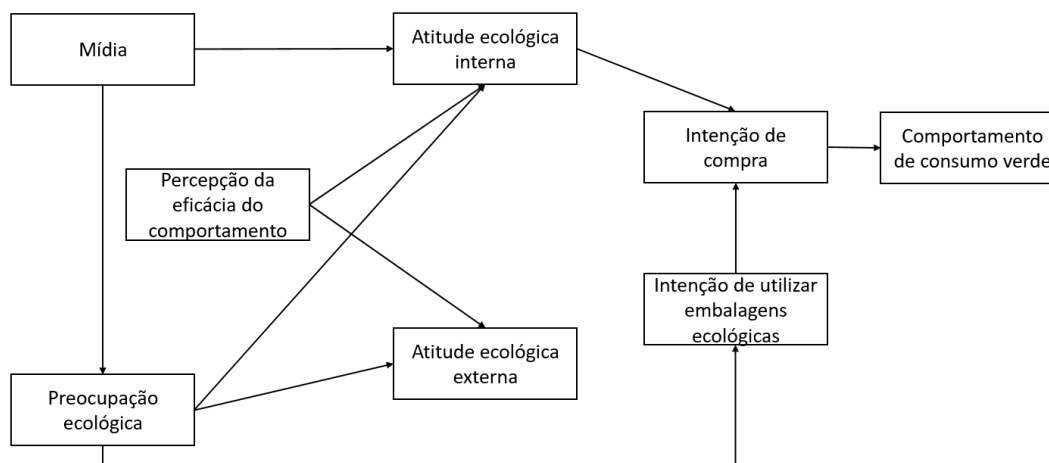 Mídia
Atitude ecológica
interna
Intenção de
compra
Comportamento
de consumo verde
Percepção da
eficácia do
comportamento
Intenção de utilizar
embalagens
ecológicas
Atitude ecológica
externa
Preocupação
ecológica